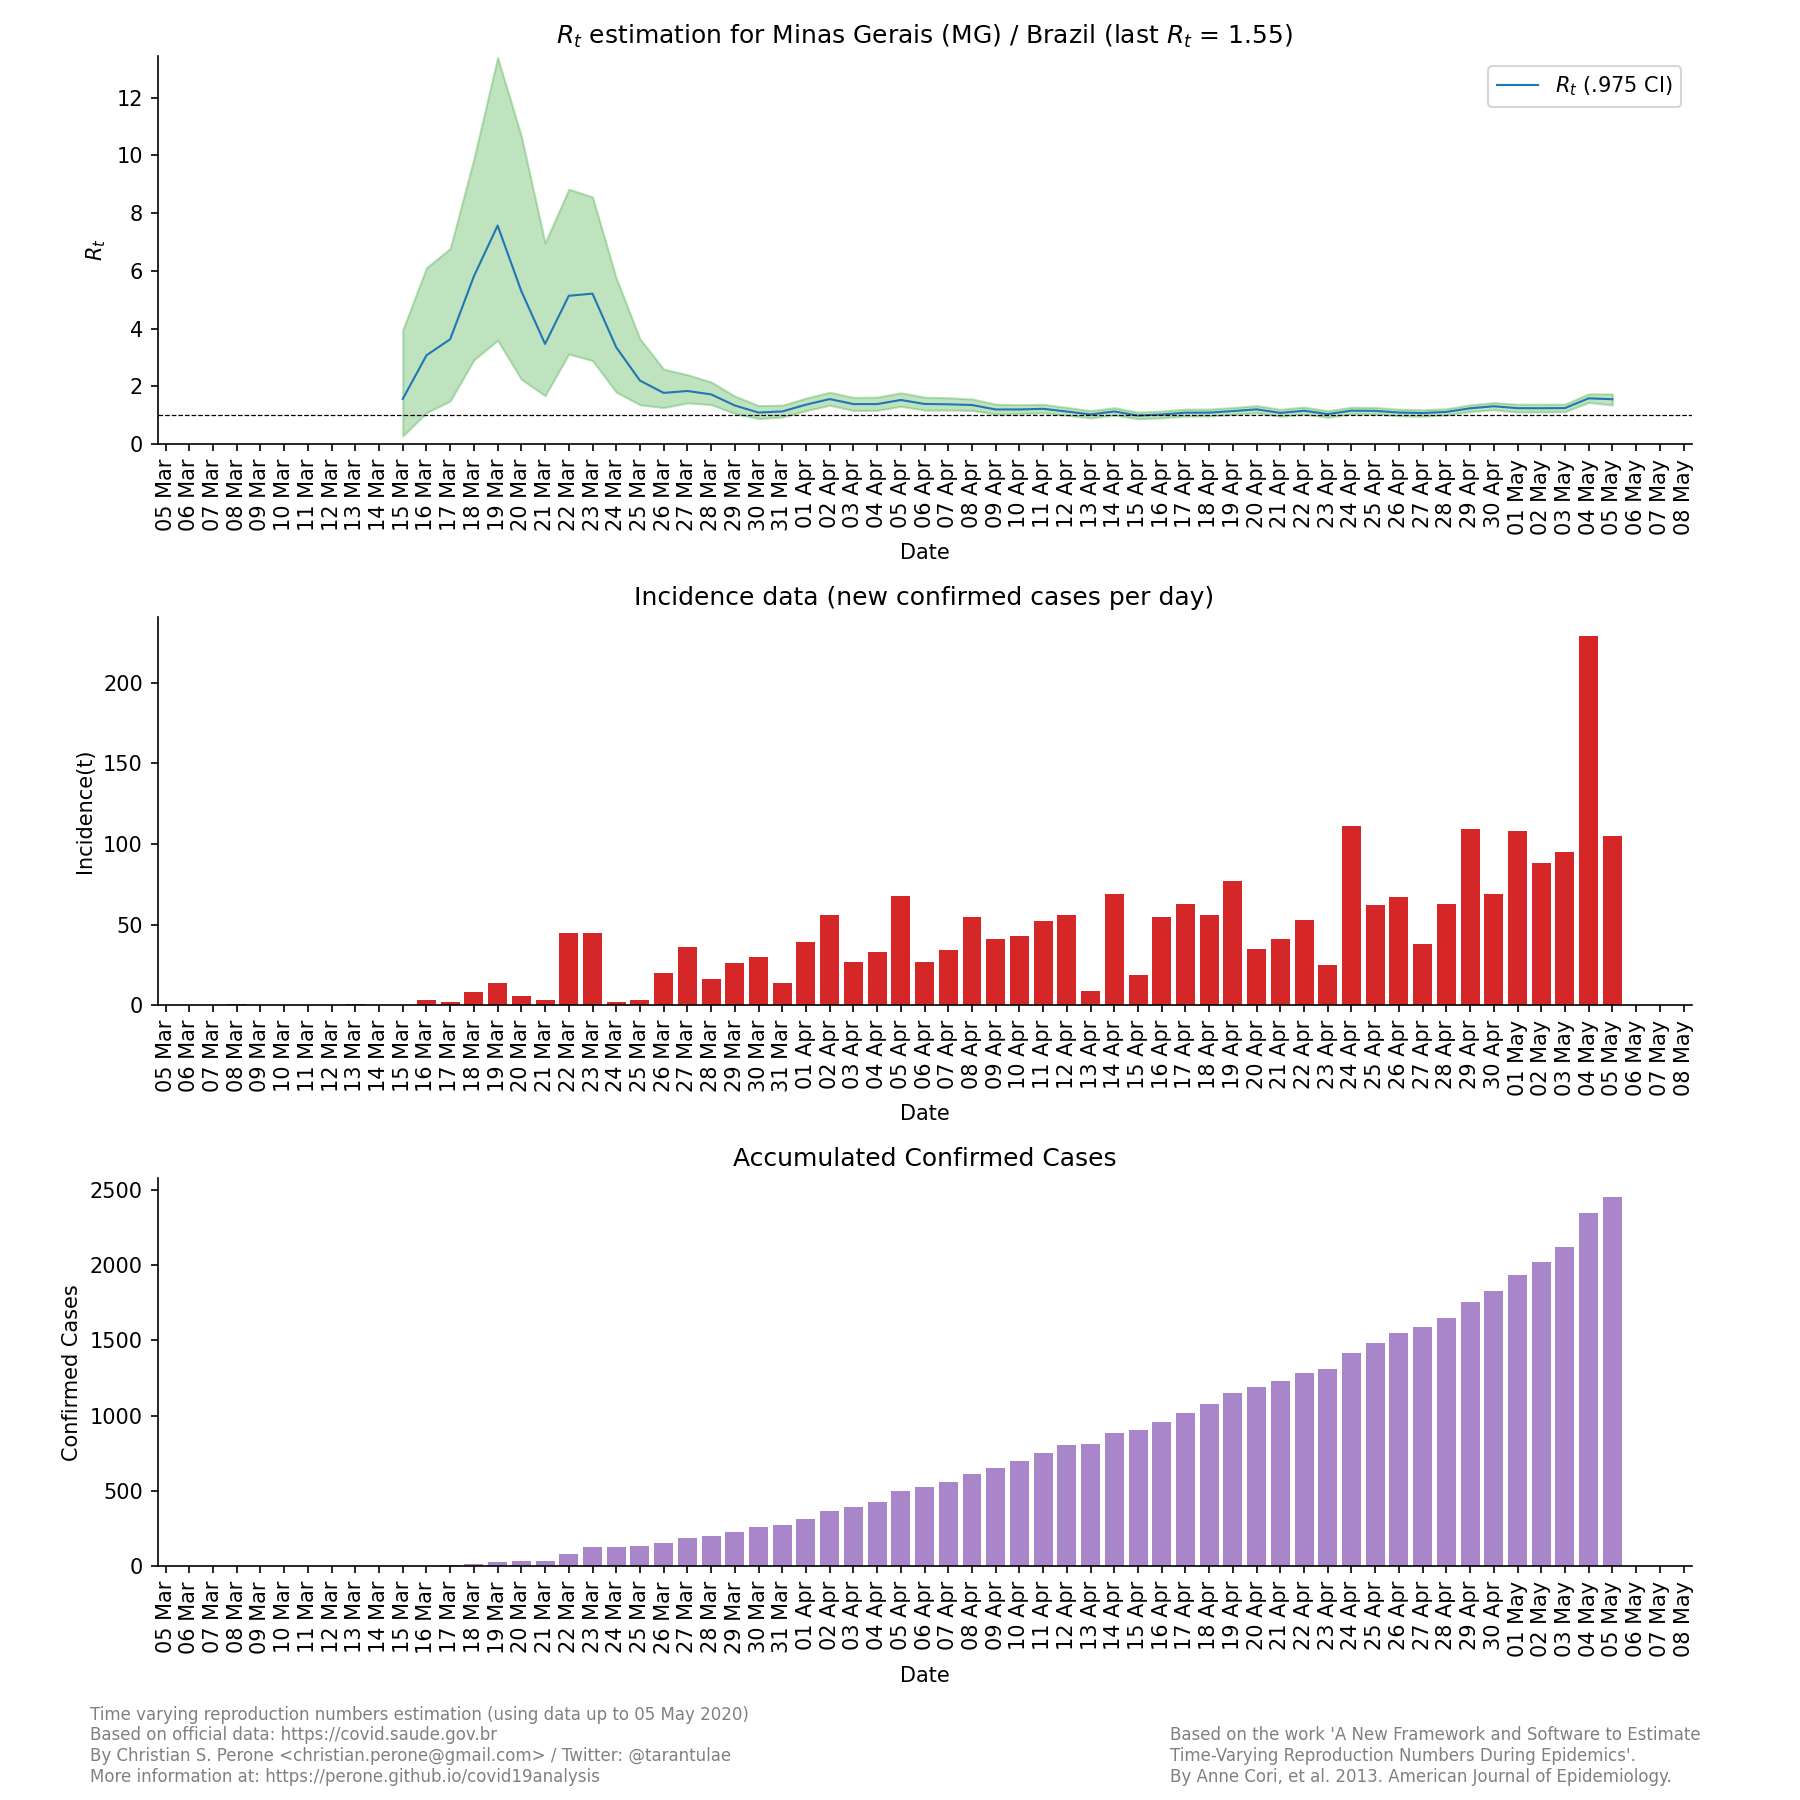 R_t estimation for Minas Gerais (MG) / Brazil (last R_t = 1.55)
R_t (.975 CI)
12
10
8
6
4
2
0
R_t
05 Mar 06 Mar 07 Mar 08 Mar 09 Mar 10 Mar 11 Mar 12 Mar 13 Mar 14 Mar 15 Mar 16 Mar 17 Mar 18 Mar 19 Mar 20 Mar 21 Mar 22 Mar 23 Mar 24 Mar 25 Mar 26 Mar 27 Mar 28 Mar 29 Mar 30 Mar 31 Mar 01 Apr 02 Apr 03 Apr 04 Apr 05 Apr 06 Apr 07 Apr 08 Apr 09 Apr 10 Apr 11 Apr 12 Apr 13 Apr 14 Apr 15 Apr 16 Apr 17 Apr 18 Apr 19 Apr 20 Apr 21 Apr 22 Apr 23 Apr 24 Apr 25 Apr 26 Apr 27 Apr 28 Apr 29 Apr 30 Apr 01 May 02 May 03 May 04 May 05 May 06 May 07 May 08 May
Date
Incidence data (new confirmed cases per day)
200
150
100
50
0
Incidence(t)
05 Mar 06 Mar 07 Mar 08 Mar 09 Mar 10 Mar 11 Mar 12 Mar 13 Mar 14 Mar 15 Mar 16 Mar 17 Mar 18 Mar 19 Mar 20 Mar 21 Mar 22 Mar 23 Mar 24 Mar 25 Mar 26 Mar 27 Mar 28 Mar 29 Mar 30 Mar 31 Mar 01 Apr 02 Apr 03 Apr 04 Apr 05 Apr 06 Apr 07 Apr 08 Apr 09 Apr 10 Apr 11 Apr 12 Apr 13 Apr 14 Apr 15 Apr 16 Apr 17 Apr 18 Apr 19 Apr 20 Apr 21 Apr 22 Apr 23 Apr 24 Apr 25 Apr 26 Apr 27 Apr 28 Apr 29 Apr 30 Apr 01 May 02 May 03 May 04 May 05 May 06 May 07 May 08 May
Date
Accumulated Confirmed Cases
2500
2000
1500
1000
500
0
Confirmed Cases
05 Mar 06 Mar 07 Mar 08 Mar 09 Mar 10 Mar 11 Mar 12 Mar 13 Mar 14 Mar 15 Mar 16 Mar 17 Mar 18 Mar 19 Mar 20 Mar 21 Mar 22 Mar 23 Mar 24 Mar 25 Mar 26 Mar 27 Mar 28 Mar 29 Mar 30 Mar 31 Mar 01 Apr 02 Apr 03 Apr 04 Apr 05 Apr 06 Apr 07 Apr 08 Apr 09 Apr 10 Apr 11 Apr 12 Apr 13 Apr 14 Apr 15 Apr 16 Apr 17 Apr 18 Apr 19 Apr 20 Apr 21 Apr 22 Apr 23 Apr 24 Apr 25 Apr 26 Apr 27 Apr 28 Apr 29 Apr 30 Apr 01 May 02 May 03 May 04 May 05 May 06 May 07 May 08 May
Date
Time varying reproduction numbers estimation (using data up to 05 May 2020)
Based on official data: https://covid.saude.gov.br
By Christian S. Perone <christian.perone@gmail.com> / Twitter: @tarantulae
More information at: https://perone.github.io/covid19analysis
Based on the work 'A New Framework and Software to Estimate
Time-Varying Reproduction Numbers During Epidemics'.
By Anne Cori, et al. 2013. American Journal of Epidemiology.